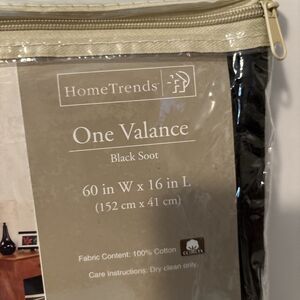 HomeTrends
One Valance
Black Soot
60 in W x 16 in L
(152 cm x 41 cm)
Fabric Content: 100% Cotton
COTTON
Care Instructions: Dry clean only.